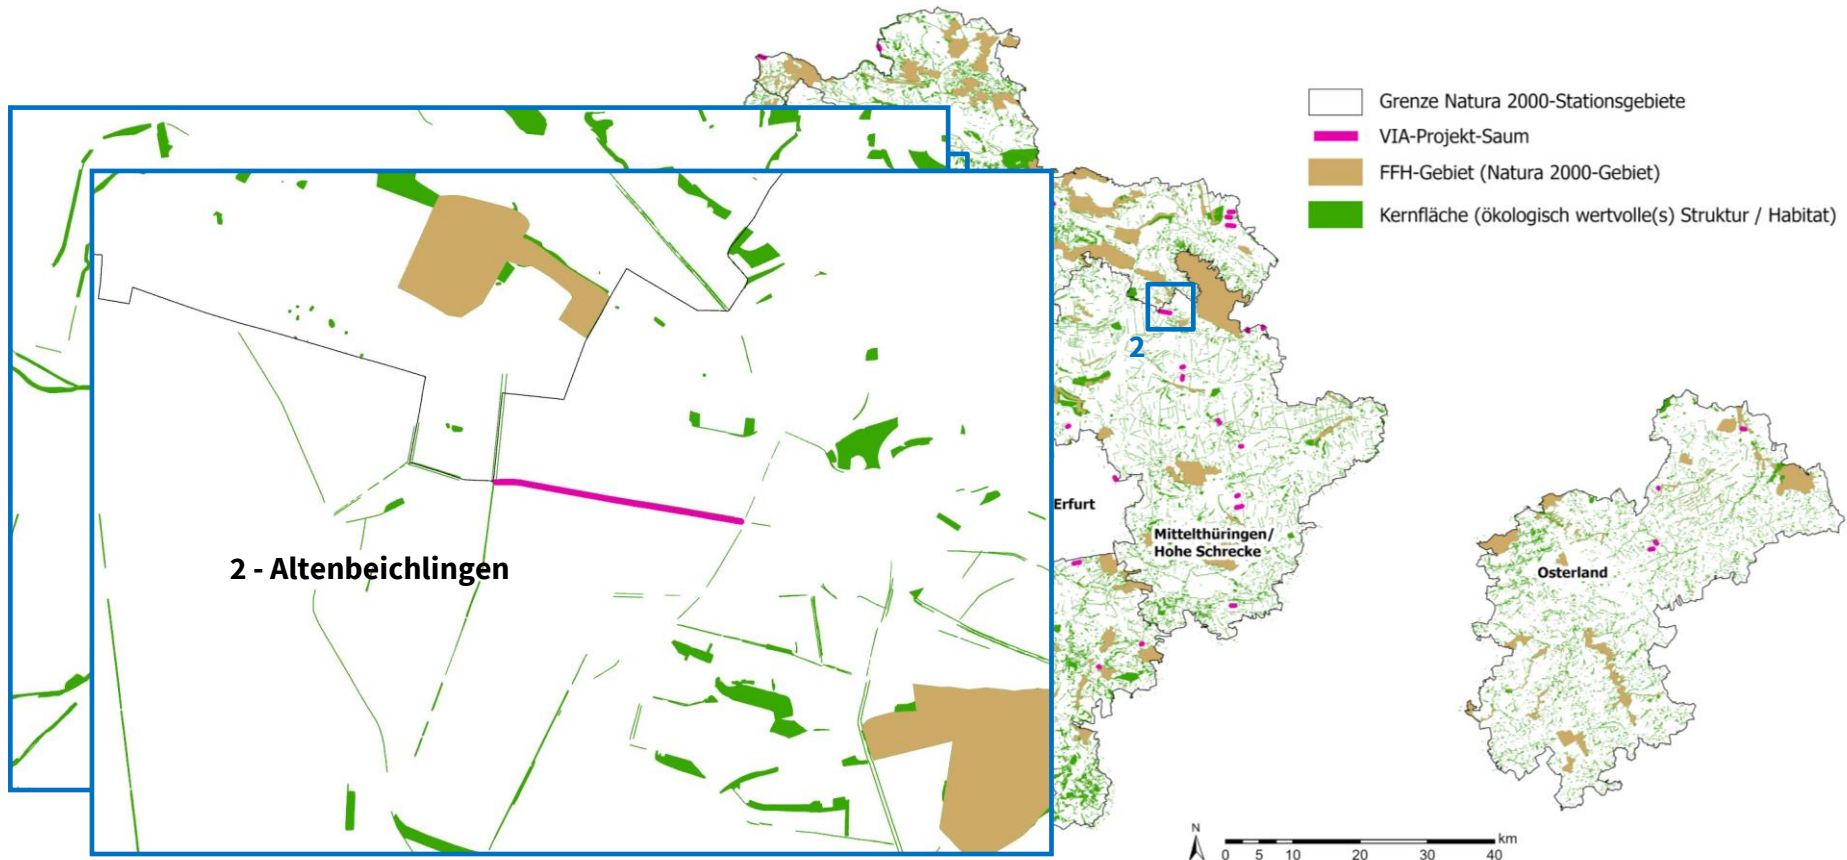 Grenze Natura 2000-Stationsgebiete
VIA-Projekt-Saum
FFH-Gebiet (Natura 2000-Gebiet)
Kernfläche (ökologisch wertvolle(s) Struktur / Habitat)
2
Erfurt
Mittelthüringen/
Hohe Schrecke
Osterland
2 - Altenbeichlingen
N
km
0 5 10 20 30 40